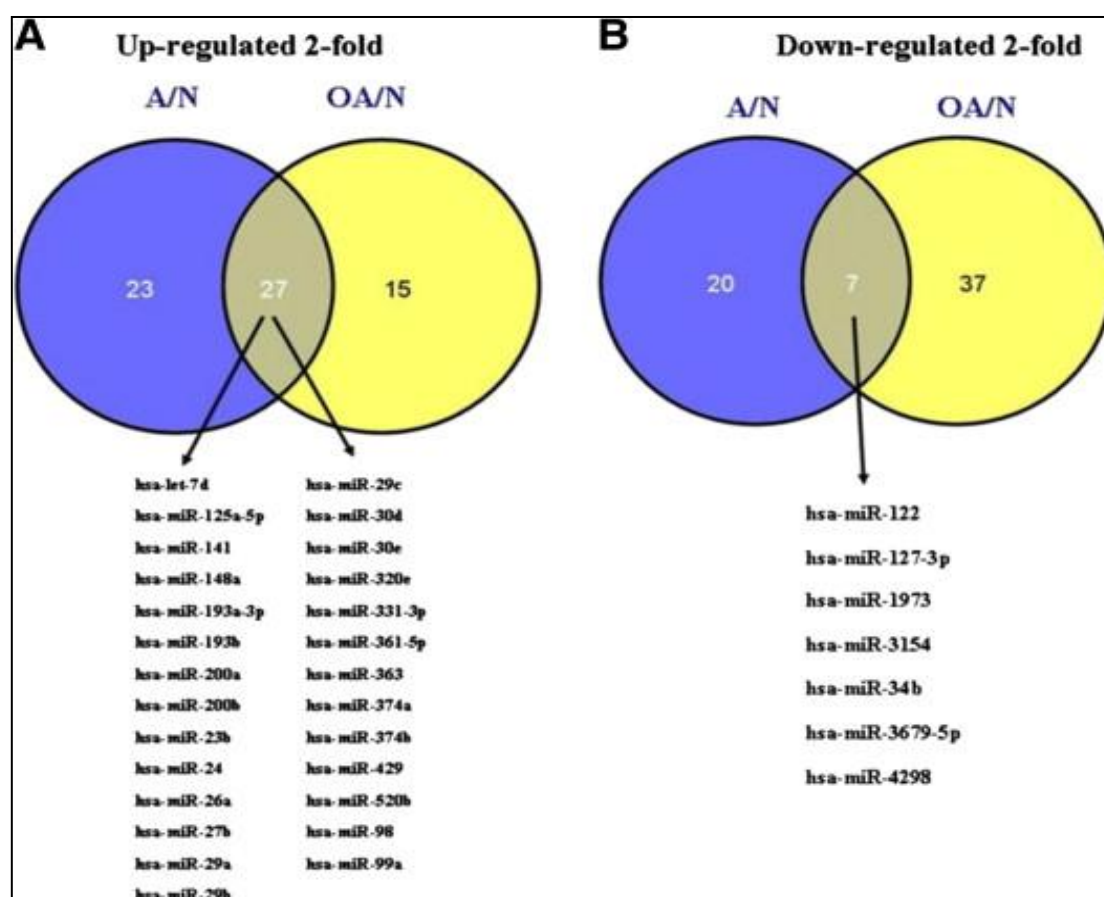 A
Up-regulated 2-fold
A/N
OA/N
23
27
15
hsa-let-7d
hsa-miR-125a-5p
hsa-miR-141
hsa-miR-148a
hsa-miR-193a-3p
hsa-miR-193b
hsa-miR-200a
hsa-miR-200b
hsa-miR-23b
hsa-miR-24
hsa-miR-26a
hsa-miR-27b
hsa-miR-29a
hsa-miR-29b
hsa-miR-29c
hsa-miR-30d
hsa-miR-30e
hsa-miR-320e
hsa-miR-331-3p
hsa-miR-361-5p
hsa-miR-363
hsa-miR-374a
hsa-miR-374b
hsa-miR-429
hsa-miR-520b
hsa-miR-98
hsa-miR-99a
B
Down-regulated 2-fold
A/N
OA/N
20
7
37
hsa-miR-122
hsa-miR-127-3p
hsa-miR-1973
hsa-miR-3154
hsa-miR-34b
hsa-miR-3679-5p
hsa-miR-4298